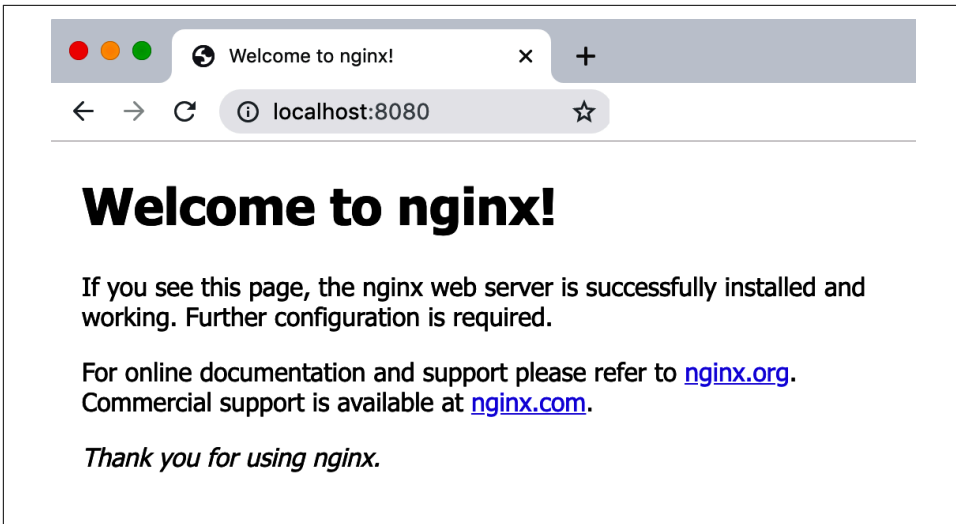 Welcome to nginx!
localhost:8080
Welcome to nginx!
If you see this page, the nginx web server is successfully installed and
working. Further configuration is required.
For online documentation and support please refer to nginx.org.
Commercial support is available at nginx.com.
Thank you for using nginx.